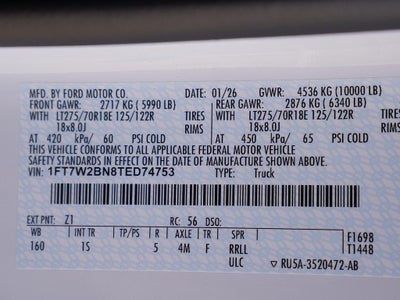 MFD. BY FORD MOTOR CO. 01/26 GVWR: 4536 KG (10000 LB)
FRONT GAWR: 2717 KG (5990 LB) REAR GAWR: 2876 KG (6340 LB)
WITH LT275/70R18E 125/122R TIRES WITH LT275/70R18E 125/122R TIRES
18x8.0J RIMS 18x8.0J RIMS
AT 420 kPa/ 60 PSI COLD AT 450 kPa/ 65 PSI COLD
THIS VEHICLE CONFORMS TO ALL APPLICABLE FEDERAL MOTOR
VEHICLE SAFETY STANDARDS IN EFFECT ON THE DATE OF
MANUFACTURE SHOWN ABOVE.
VIN: 1FT7W2BN8TED74753 TYPE: Truck
EXT PNT: Z1 RC: 56 DSO: F1698
WB INT TR TP/PS R AXLE TR SPR T1448
160 1S 5 4M F RRLL
ULC ▽ RU5A-3520472-AB